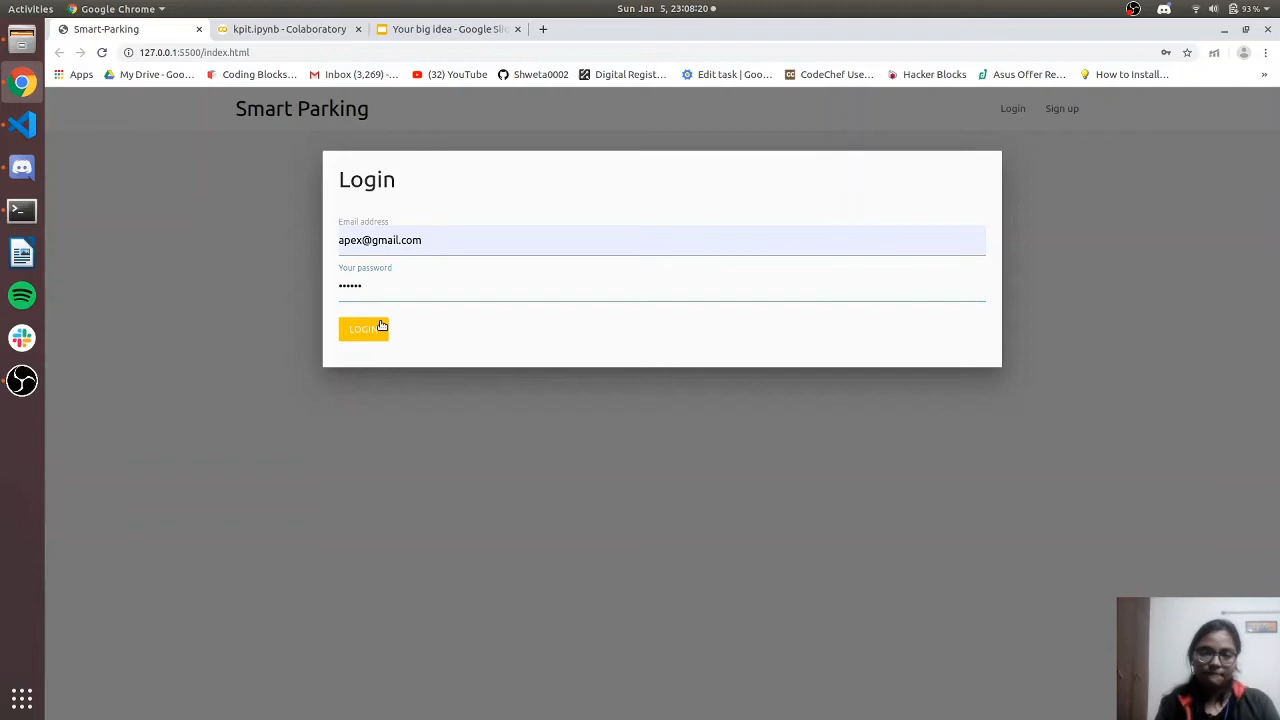 Activities
Google Chrome
Sun Jan 5, 23:08:20
93%
Smart-Parking
kpit.ipynb - Colaboratory
Your big idea - Google Slid
127.0.0.1:5500/index.html
Apps
My Drive - Goo...
Coding Blocks...
Inbox (3,269) -...
(32) YouTube
Shweta0002
Digital Regist...
Edit task | Goo...
CodeChef Use...
Hacker Blocks
Asus Offer Re...
How to Install...
»
Smart Parking
Login
Sign up
Login
Email address
apex@gmail.com
Your password
••••••
LOGIN